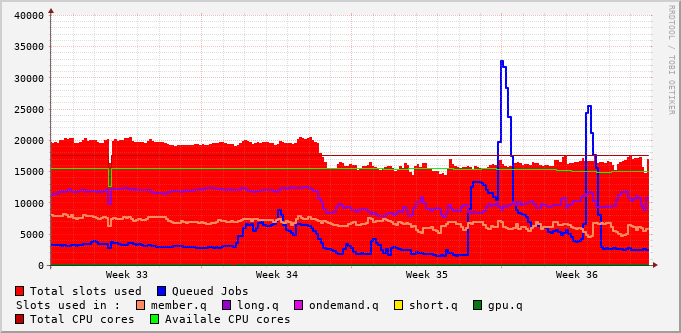 40000
35000
30000
25000
20000
15000
10000
5000
0
Week 33 Week 34 Week 35 Week 36
RRDTOOL / TOBI OETIKER
Total slots used Queued Jobs
Slots used in : member.q long.q ondemand.q short.q gpu.q
Total CPU cores Availale CPU cores